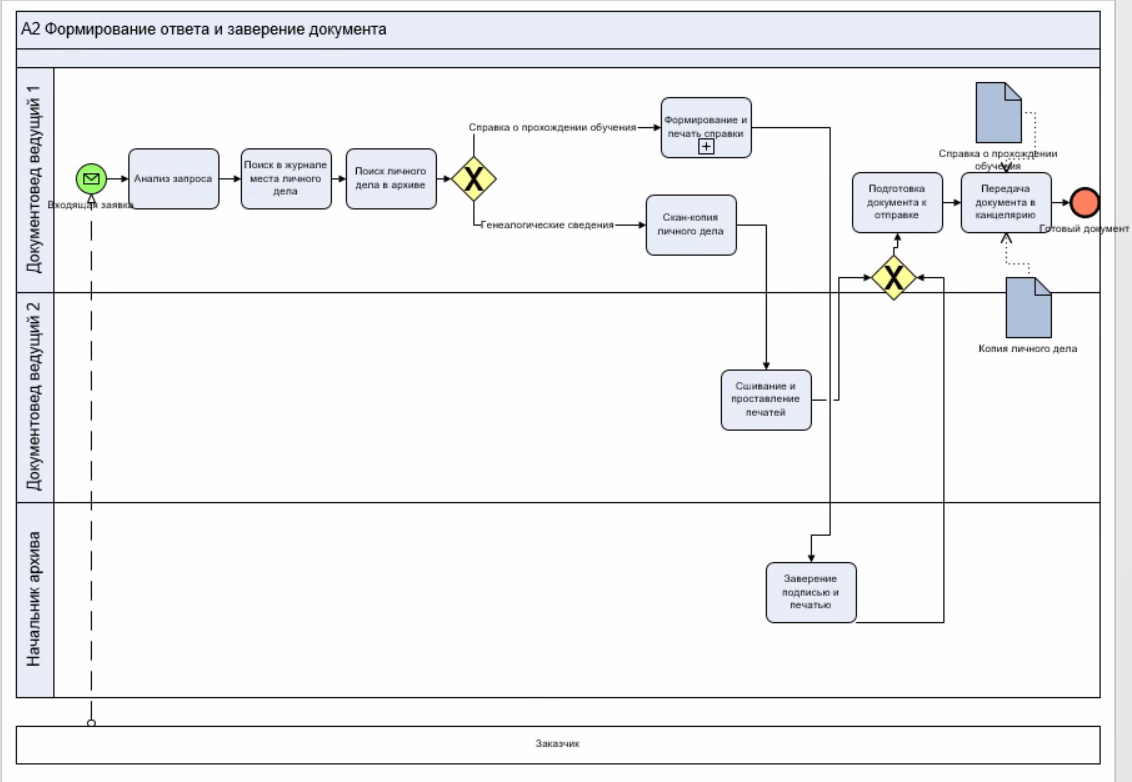 A2 Формирование ответа и заверение документа
Документовед ведущий 1
Входящая заявка
Анализ запроса
Поиск в журнале
места личного
дела
Поиск личного
дела в архиве
X
Справка о прохождении обучения
Формирование и
печать справки
Генеалогические сведения
Скан-копия
личного дела
Справка о прохождении
обучения
Подготовка
документа к
отправке
Передача
документа в
канцелярию
Готовый документ
X
Документовед ведущий 2
Копия личного дела
Сшивание и
проставление
печатей
Начальник архива
Заверение
подписью и
печатью
Заказчик